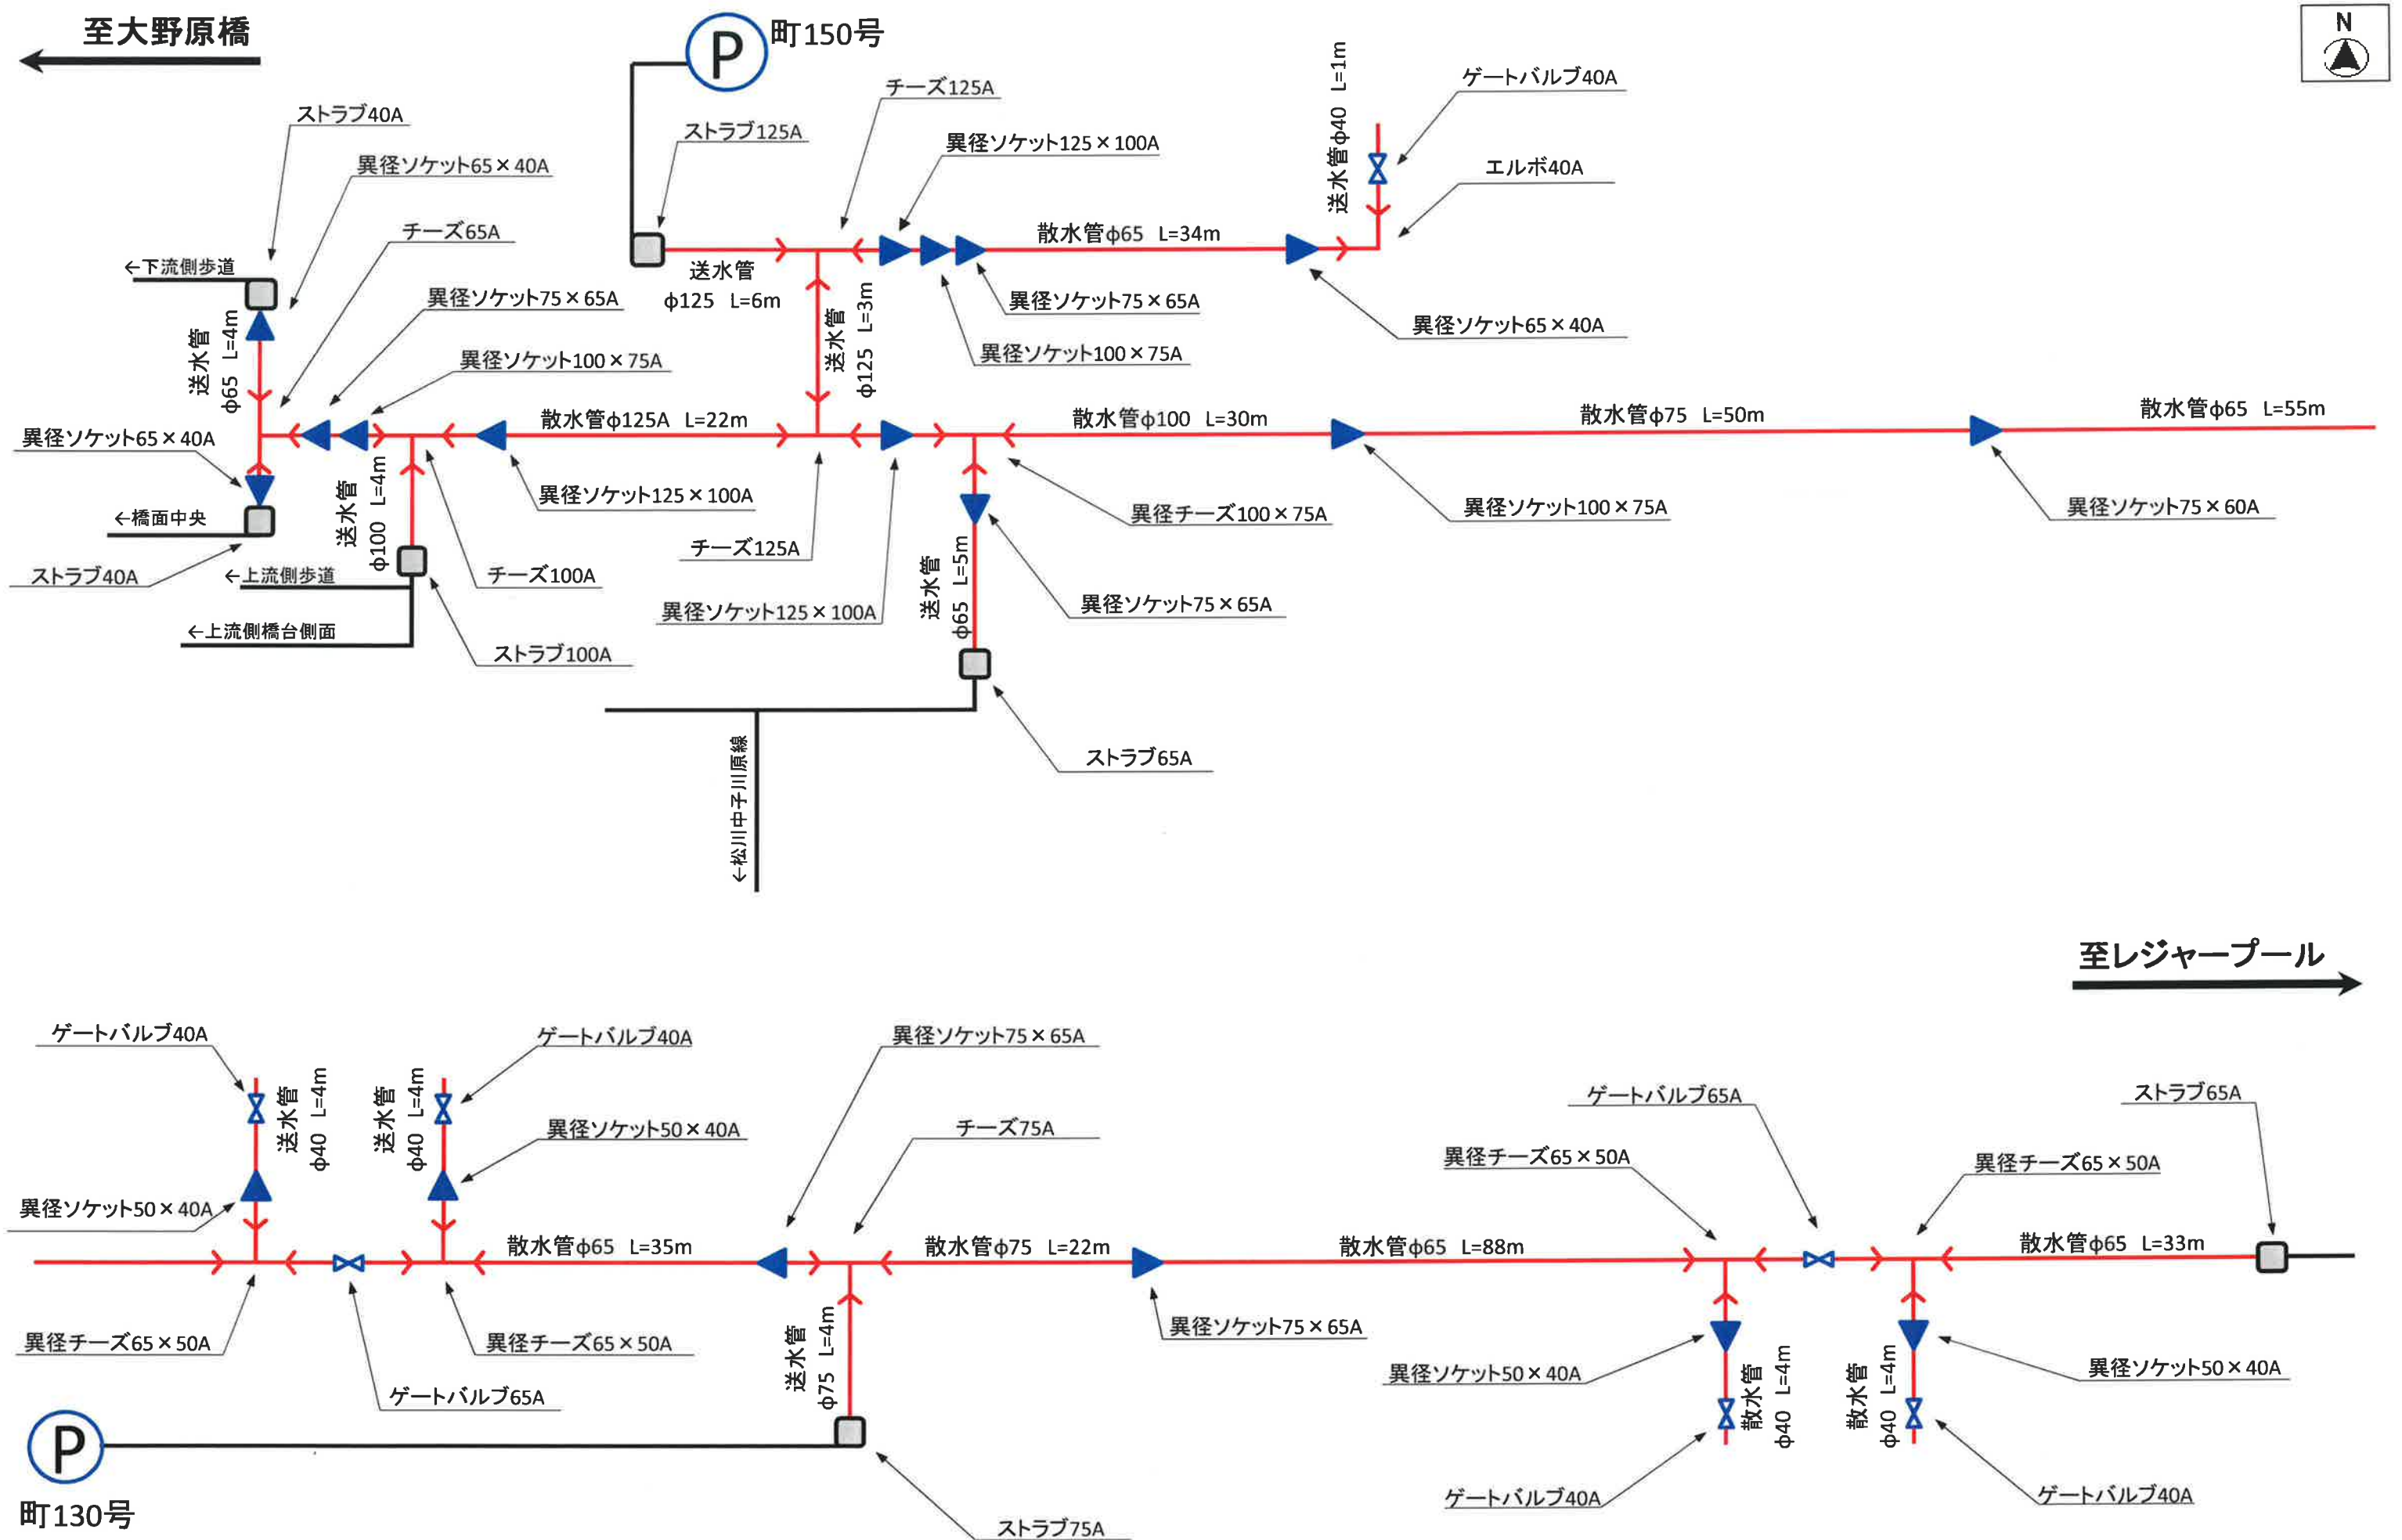 至大野原橋
P
町150号
N
ストラブ40A
異径ソケット65×40A
チーズ65A
←下流側歩道
異径ソケット75×65A
異径ソケット100×75A
送水管
φ65 L=4m
異径ソケット65×40A
←橋面中央
ストラブ40A
←上流側歩道
←上流側橋台側面
送水管
φ100 L=4m
チーズ100A
ストラブ100A
異径ソケット125×100A
散水管φ125A L=22m
ストラブ125A
チーズ125A
異径ソケット125×100A
送水管
φ125 L=6m
送水管
φ125 L=3m
散水管φ65 L=34m
異径ソケット75×65A
異径ソケット100×75A
送水管φ40 L=1m
ゲートバルブ40A
エルボ40A
異径ソケット65×40A
チーズ125A
異径ソケット125×100A
散水管φ100 L=30m
異径チーズ100×75A
送水管
φ65 L=5m
異径ソケット75×65A
ストラブ65A
←松川中子川原線
異径ソケット100×75A
散水管φ75 L=50m
異径ソケット75×60A
散水管φ65 L=55m
至レジャープール
ゲートバルブ40A
送水管
φ40 L=4m
送水管
φ40 L=4m
ゲートバルブ40A
異径ソケット50×40A
異径ソケット50×40A
異径チーズ65×50A
ゲートバルブ65A
異径チーズ65×50A
散水管φ65 L=35m
異径ソケット75×65A
チーズ75A
散水管φ75 L=22m
異径ソケット75×65A
送水管
φ75 L=4m
ストラブ75A
P
町130号
散水管φ65 L=88m
異径チーズ65×50A
ゲートバルブ65A
異径チーズ65×50A
ストラブ65A
散水管φ65 L=33m
異径ソケット50×40A
散水管
φ40 L=4m
散水管
φ40 L=4m
異径ソケット50×40A
ゲートバルブ40A
ゲートバルブ40A